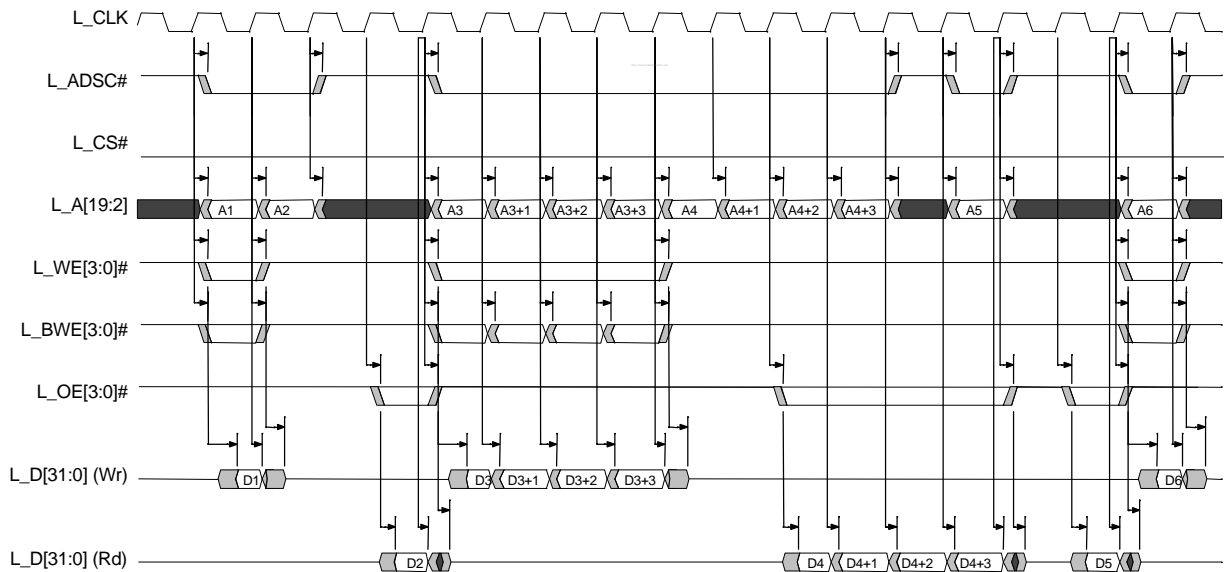 L_CLK
L_ADSC#
L_CS#
L_A[19:2] A1 A2 A3 A3+1 A3+2 A3+3 A4 A4+1 A4+2 A4+3 A5 A6
L_WE[3:0]#
L_BWE[3:0]#
L_OE[3:0]#
L_D[31:0] (Wr) D1 D3 D3+1 D3+2 D3+3 D6
L_D[31:0] (Rd) D2 D4 D4+1 D4+2 D4+3 D5